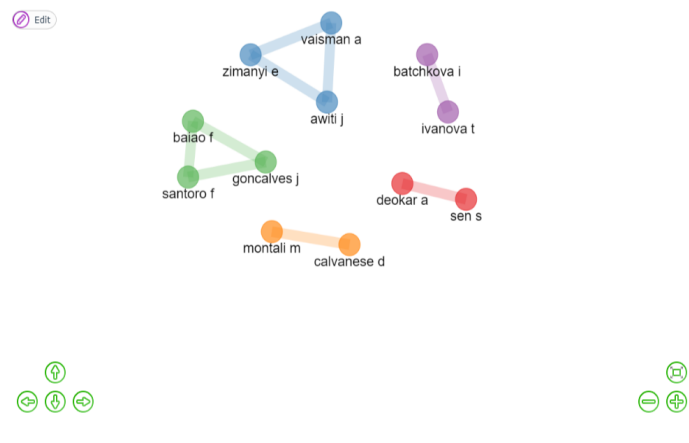 Edit
vaisman a
zimanyi e
batchkova i
awiti j
ivanova t
baiao f
goncalves j
santoro f
deokar a
sen s
montali m
calvanese d